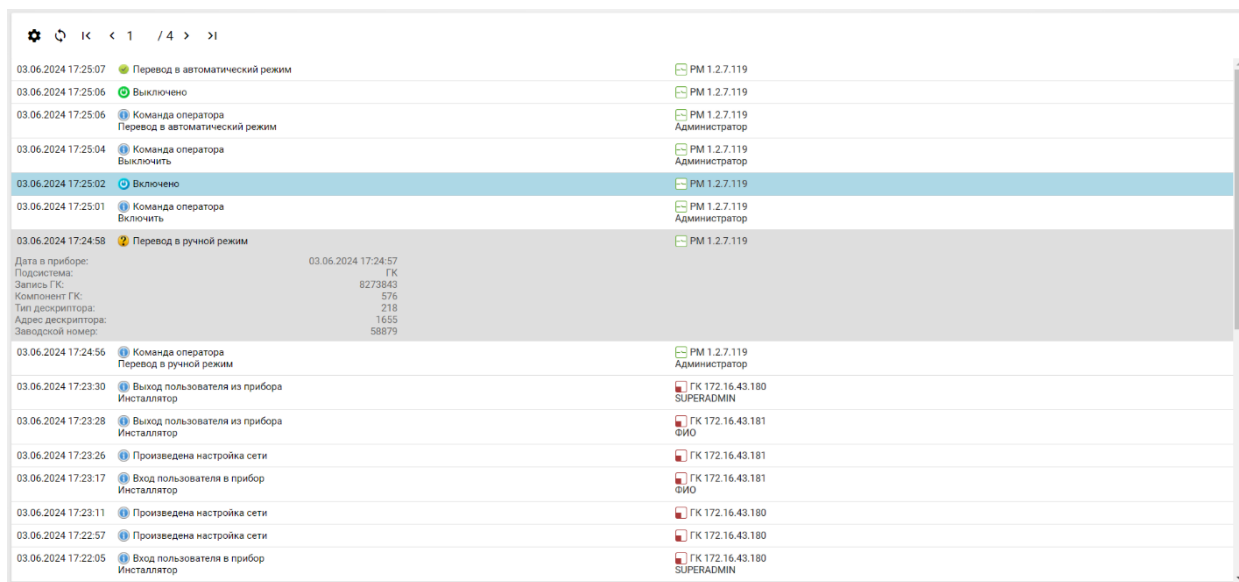 1 / 4
03.06.2024 17:25:07 Перевод в автоматический режим РМ 1.2.7.119
03.06.2024 17:25:06 Выключено РМ 1.2.7.119
03.06.2024 17:25:06 Команда оператора РМ 1.2.7.119
Перевод в автоматический режим Администратор
03.06.2024 17:25:04 Команда оператора РМ 1.2.7.119
Выключить Администратор
03.06.2024 17:25:02 Включено РМ 1.2.7.119
03.06.2024 17:25:01 Команда оператора РМ 1.2.7.119
Включить Администратор
03.06.2024 17:24:58 Перевод в ручной режим РМ 1.2.7.119
Дата в приборе: 03.06.2024 17:24:57
Подсистема: ГК
Запись ГК: 8273843
Компонент ГК: 576
Тип дескриптора: 218
Адрес дескриптора: 1655
Заводской номер: 58879
03.06.2024 17:24:56 Команда оператора РМ 1.2.7.119
Перевод в ручной режим Администратор
03.06.2024 17:23:30 Выход пользователя из прибора ГК 172.16.43.180
Инсталлятор SUPERADMIN
03.06.2024 17:23:28 Выход пользователя из прибора ГК 172.16.43.181
Инсталлятор ФИО
03.06.2024 17:23:26 Произведена настройка сети ГК 172.16.43.181
03.06.2024 17:23:17 Вход пользователя в прибор ГК 172.16.43.181
Инсталлятор ФИО
03.06.2024 17:23:11 Произведена настройка сети ГК 172.16.43.180
03.06.2024 17:22:57 Произведена настройка сети ГК 172.16.43.180
03.06.2024 17:22:05 Вход пользователя в прибор ГК 172.16.43.180
Инсталлятор SUPERADMIN